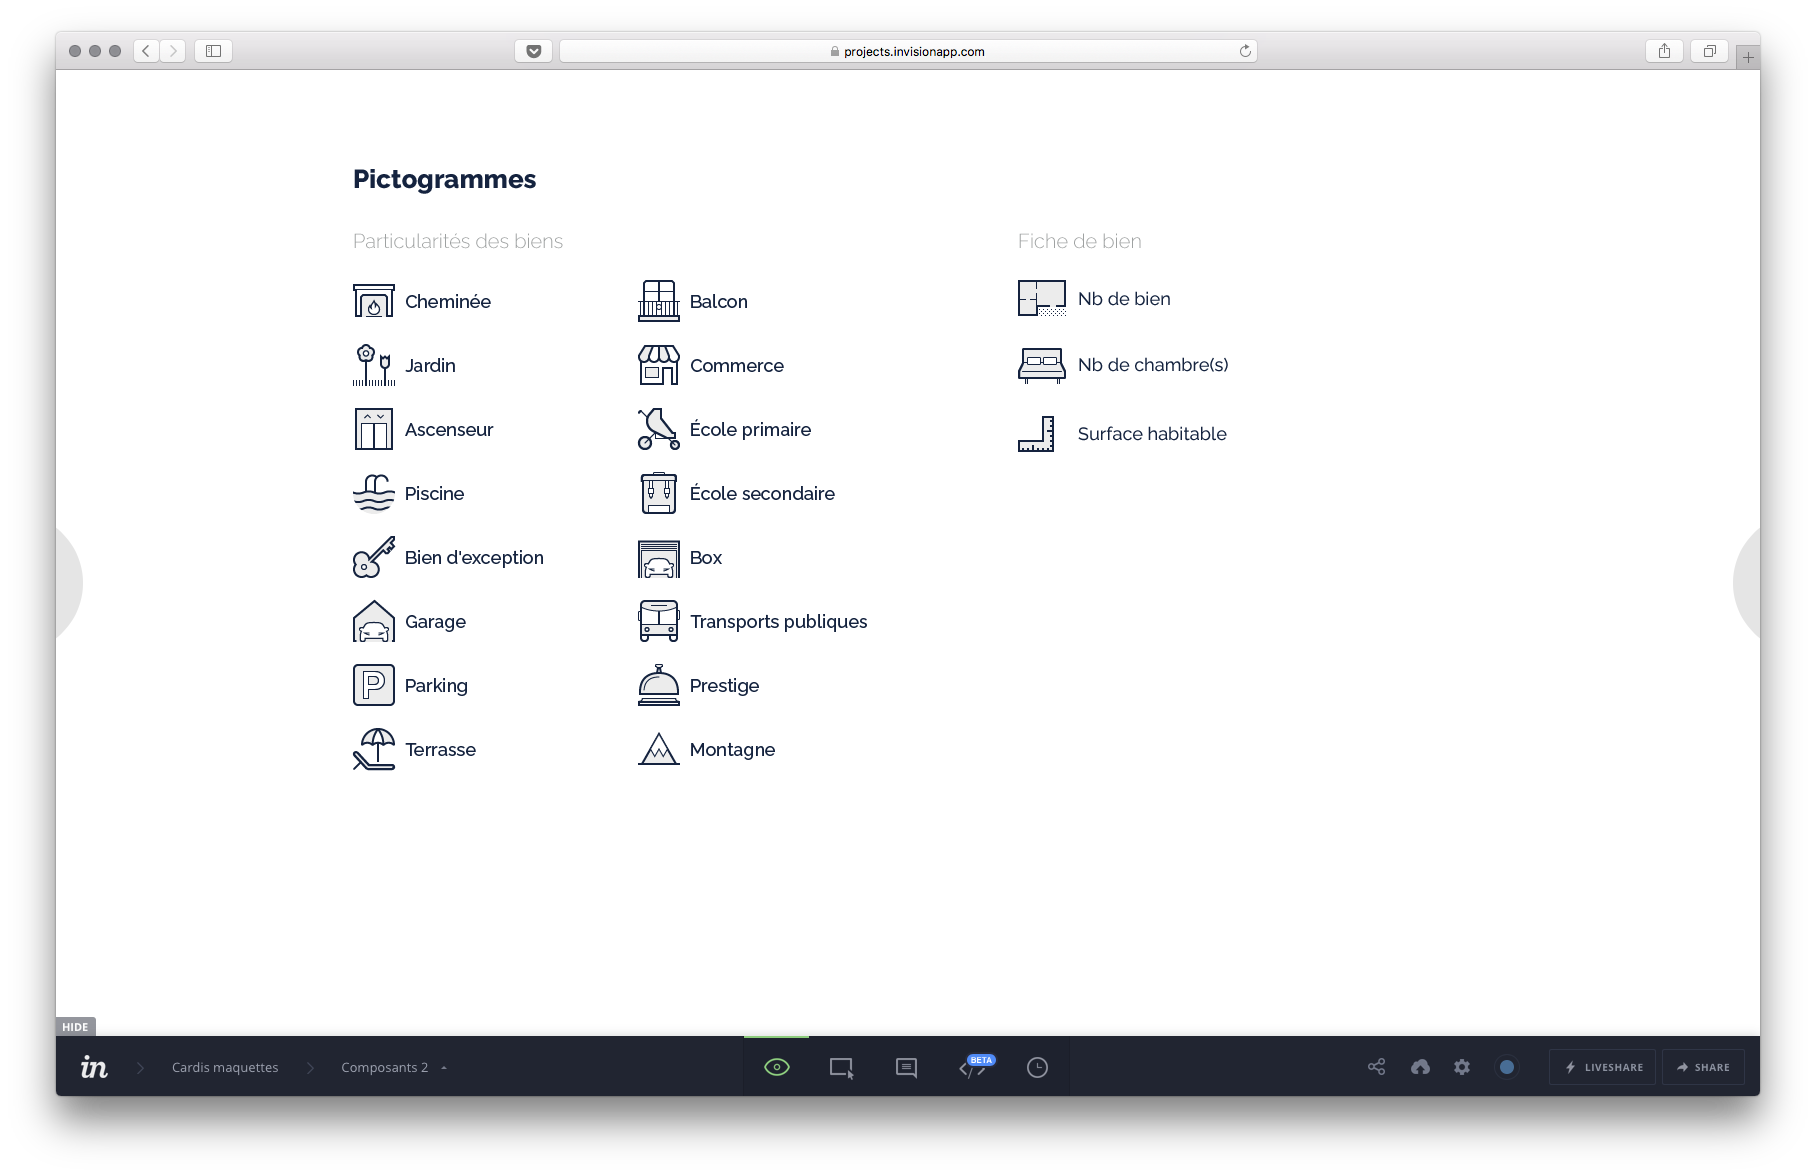 projects.invisionapp.com
Pictogrammes
Particularités des biens
Cheminée
Jardin
Ascenseur
Piscine
Bien d'exception
Garage
P
Parking
Terrasse
Balcon
Commerce
École primaire
École secondaire
Box
Transports publiques
Prestige
Montagne
Fiche de bien
Nb de bien
Nb de chambre(s)
Surface habitable
HIDE
in
Cardis maquettes
Composants 2
BETA
LIVESHARE
SHARE